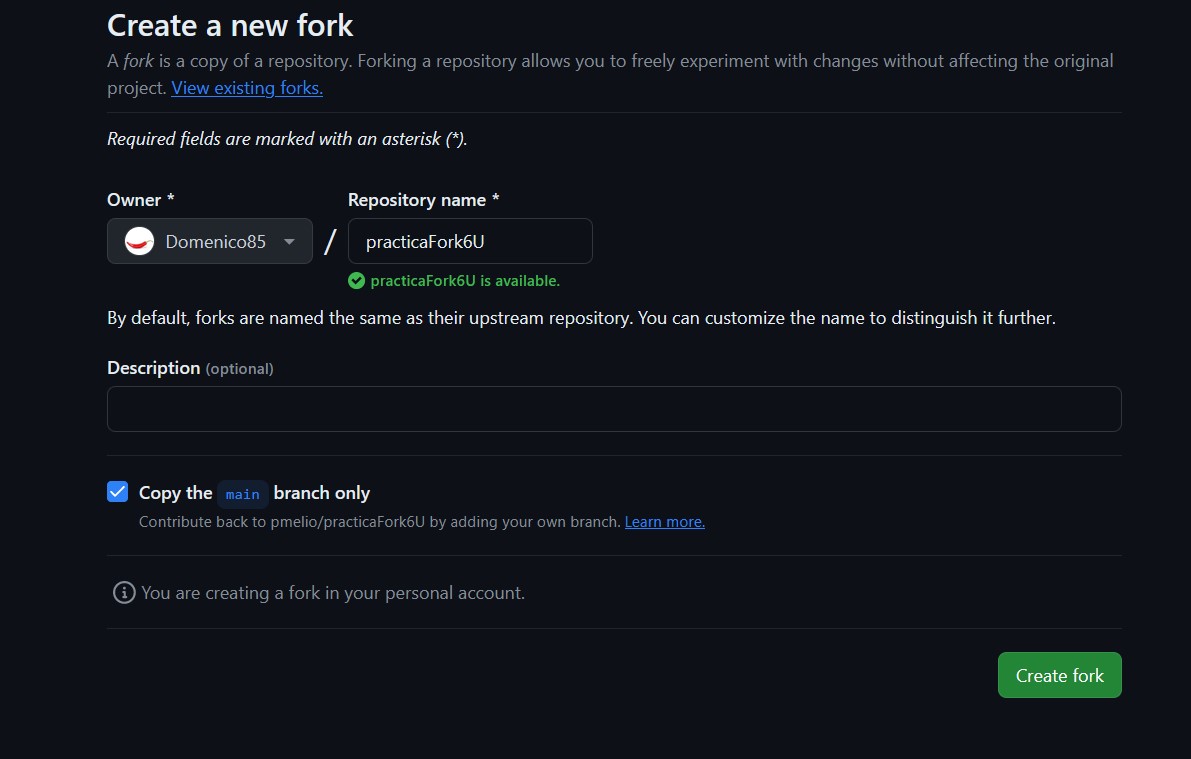 Create a new fork
A fork is a copy of a repository. Forking a repository allows you to freely experiment with changes without affecting the original
project. View existing forks.
Required fields are marked with an asterisk (*).
Owner * Repository name *
Domenico85 / practicaFork6U
practicaFork6U is available.
By default, forks are named the same as their upstream repository. You can customize the name to distinguish it further.
Description (optional)
Copy the main branch only
Contribute back to pmelio/practicaFork6U by adding your own branch. Learn more.
You are creating a fork in your personal account.
Create fork